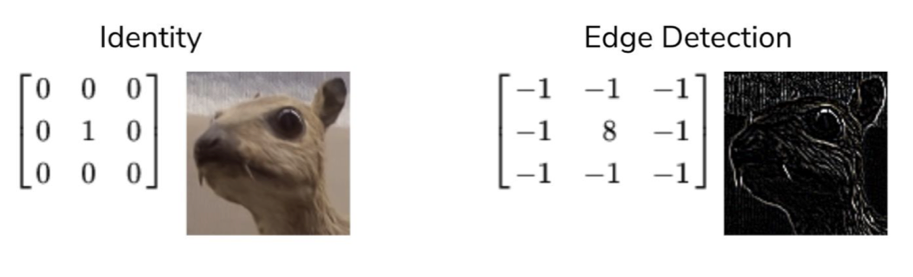 Identity
0 0 0
0 1 0
0 0 0
Edge Detection
−1 −1 −1
−1 8 −1
−1 −1 −1